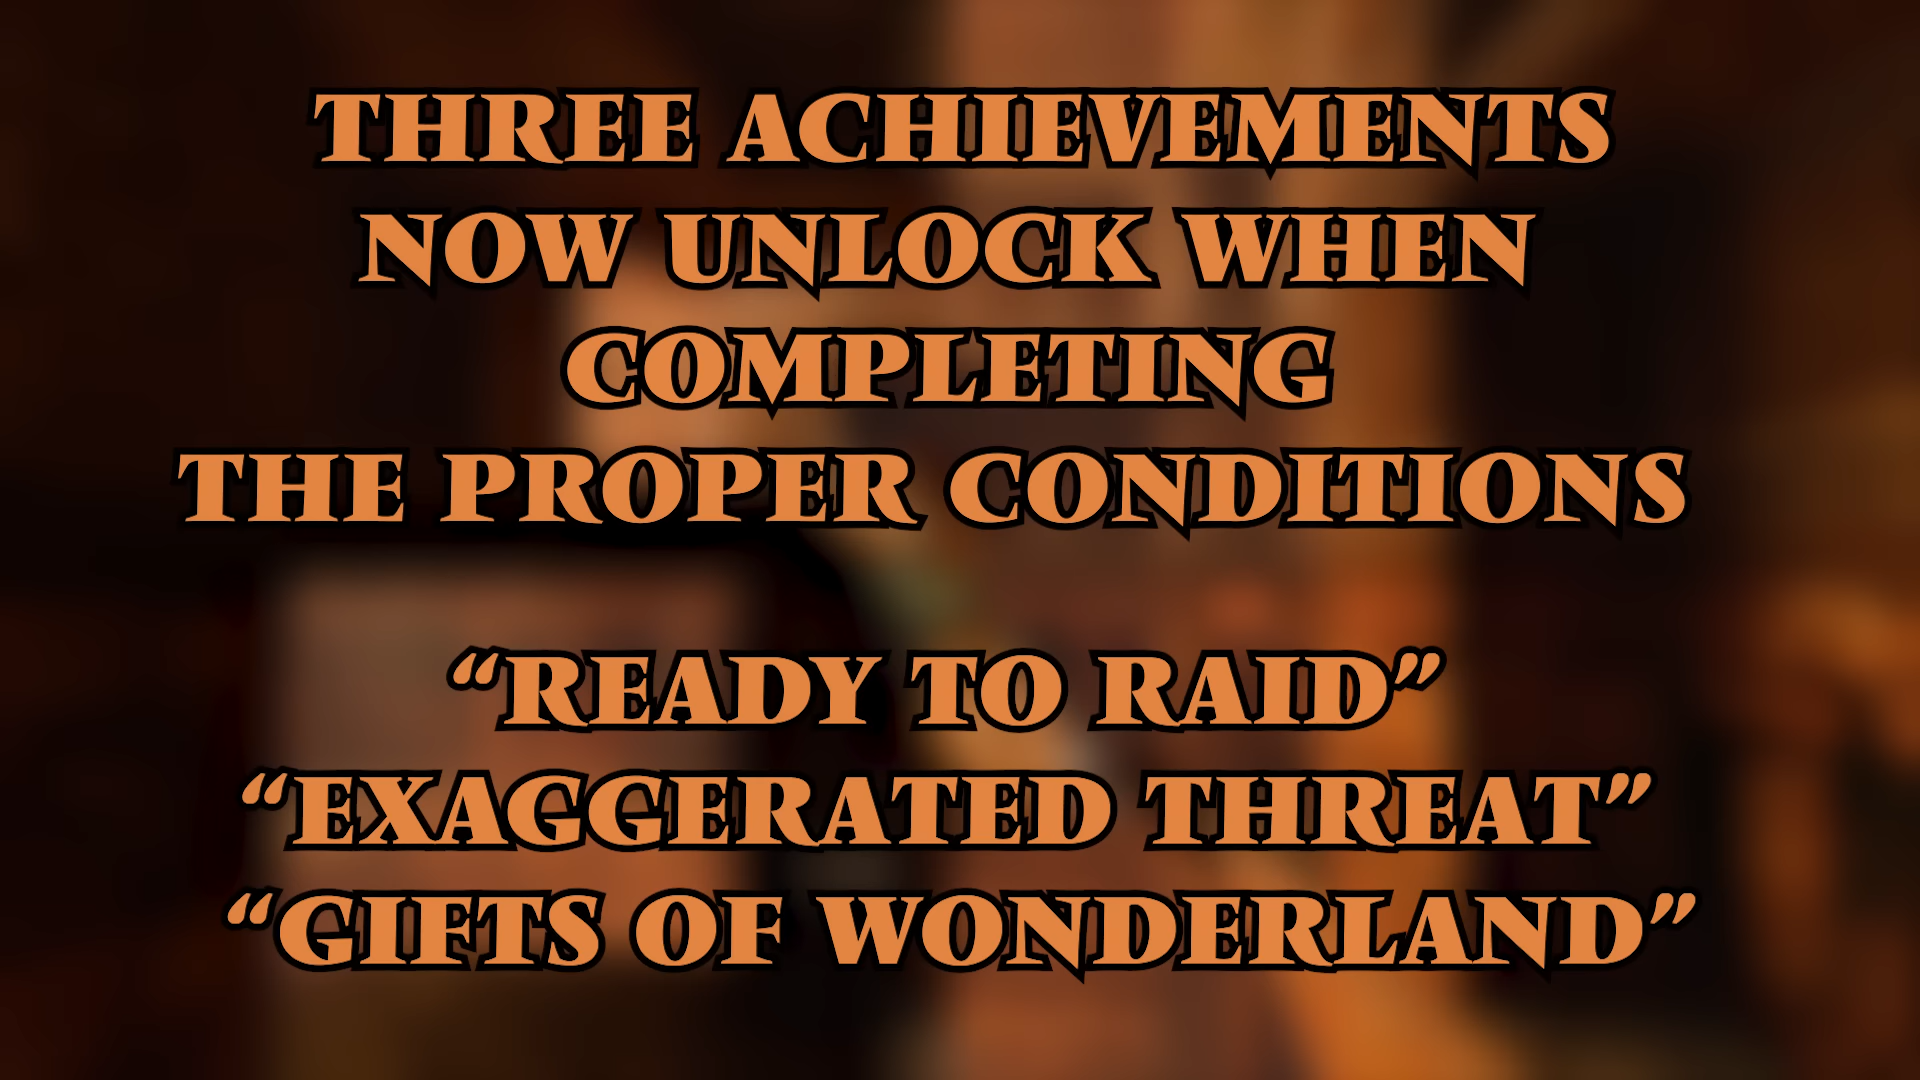 THREE ACHIEVEMENTS
NOW UNLOCK WHEN
COMPLETING
THE PROPER CONDITIONS
“READY TO RAID”
“EXAGGERATED THREAT”
“GIFTS OF WONDERLAND”